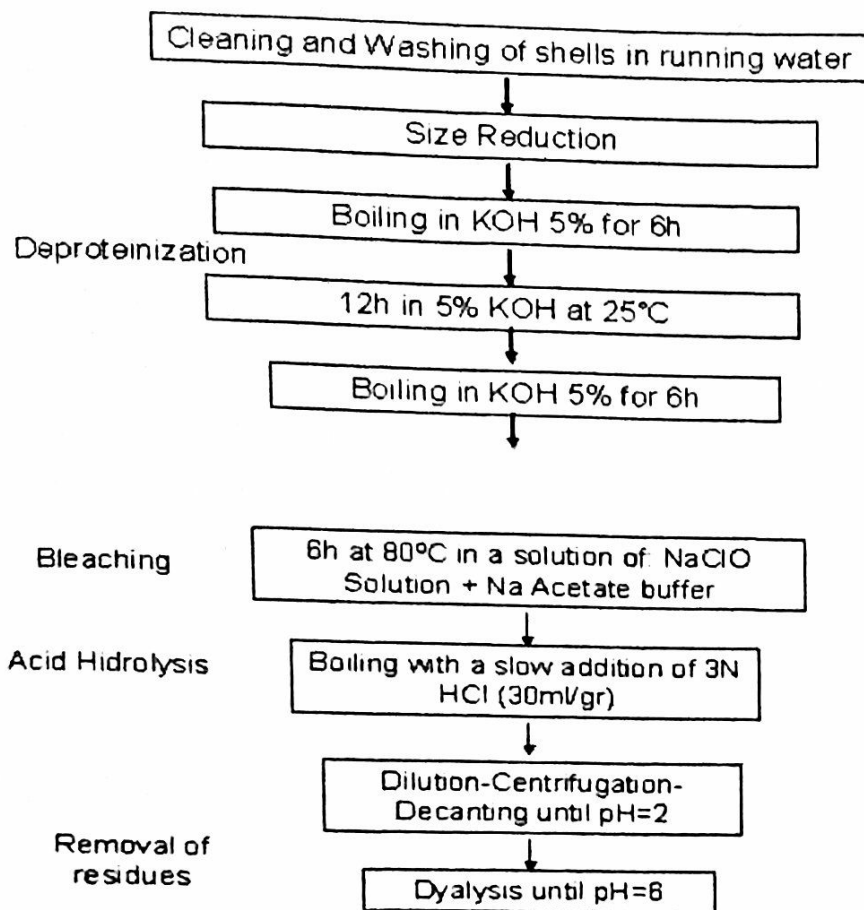 Cleaning and Washing of shells in running water
Size Reduction
Boiling in KOH 5% for 6h
Deproteinization
12h in 5% KOH at 25°C
Boiling in KOH 5% for 6h
Bleaching
6h at 80ºC in a solution of: NaClO
Solution + Na Acetate buffer
Acid Hidrolysis
Boiling with a slow addition of 3N
HCl (30ml/gr)
Dilution-Centrifugation-
Decanting until pH=2
Removal of
residues
Dyalysis until pH=6